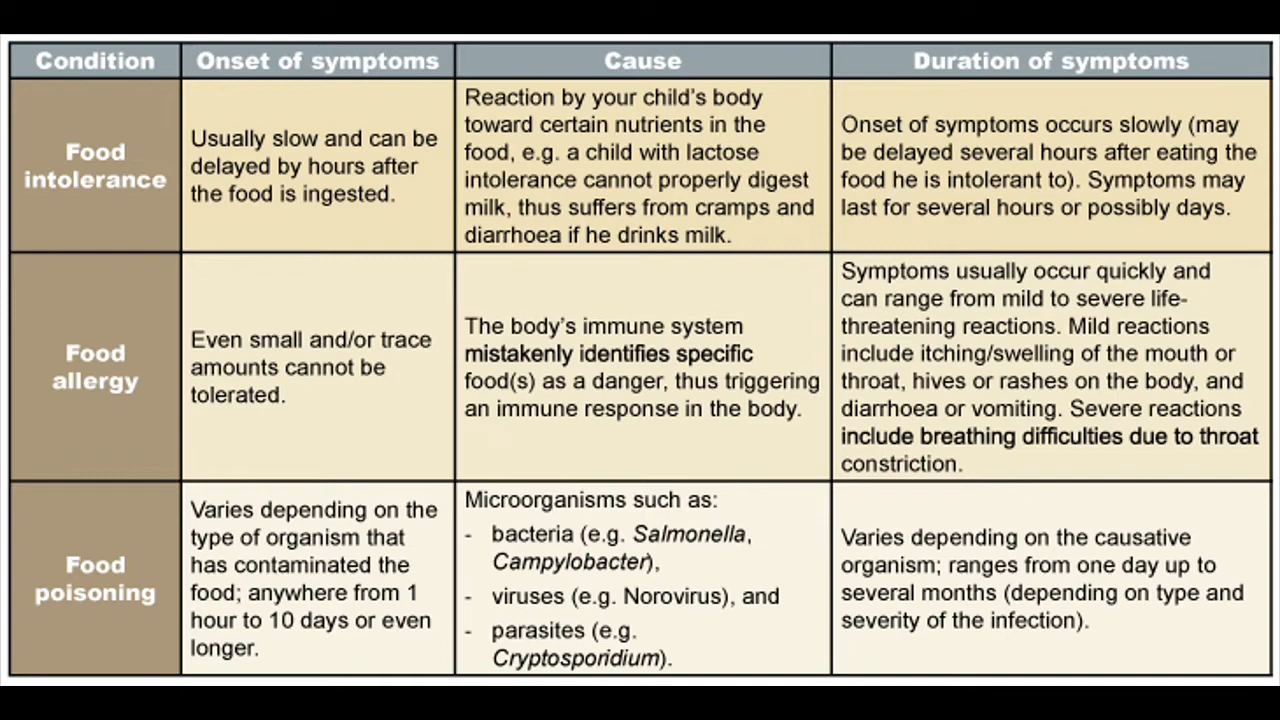 Condition
Onset of symptoms
Cause
Duration of symptoms
Food
intolerance
Usually slow and can be
delayed by hours after
the food is ingested.
Reaction by your child's body
toward certain nutrients in the
food, e.g. a child with lactose
intolerance cannot properly digest
milk, thus suffers from cramps and
diarrhoea if he drinks milk.
Onset of symptoms occurs slowly (may
be delayed several hours after eating the
food he is intolerant to). Symptoms may
last for several hours or possibly days.
Food
allergy
Even small and/or trace
amounts cannot be
tolerated.
The body's immune system
mistakenly identifies specific
food(s) as a danger, thus triggering
an immune response in the body.
Symptoms usually occur quickly and
can range from mild to severe life-
threatening reactions. Mild reactions
include itching/swelling of the mouth or
throat, hives or rashes on the body, and
diarrhoea or vomiting. Severe reactions
include breathing difficulties due to throat
constriction.
Food
poisoning
Varies depending on the
type of organism that
has contaminated the
food; anywhere from 1
hour to 10 days or even
longer.
Microorganisms such as:
- bacteria (e.g. Salmonella,
Campylobacter),
- viruses (e.g. Norovirus), and
- parasites (e.g.
Cryptosporidium).
Varies depending on the causative
organism; ranges from one day up to
several months (depending on type and
severity of the infection).